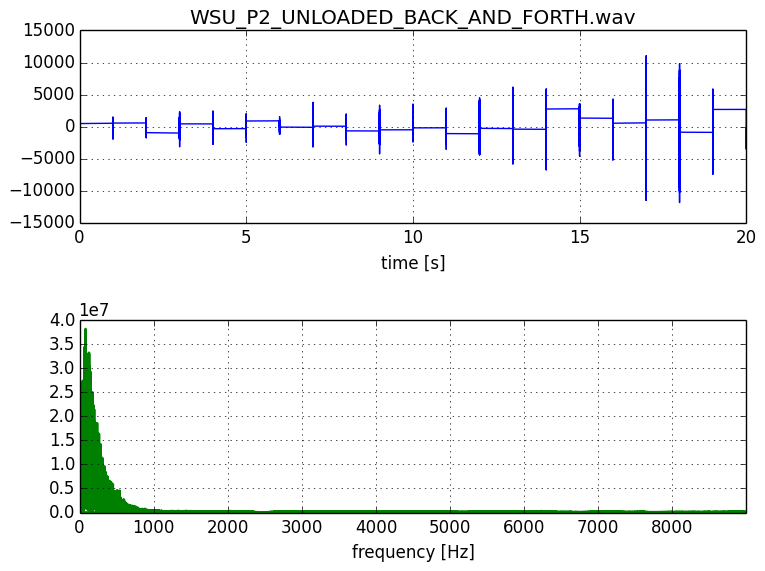 WSU_P2_UNLOADED_BACK_AND_FORTH.wav
15000
10000
5000
0
−5000
−10000
−15000
0 5 10 15 20
time [s]
1e7
4.0
3.5
3.0
2.5
2.0
1.5
1.0
0.5
0.0
0 1000 2000 3000 4000 5000 6000 7000 8000
frequency [Hz]